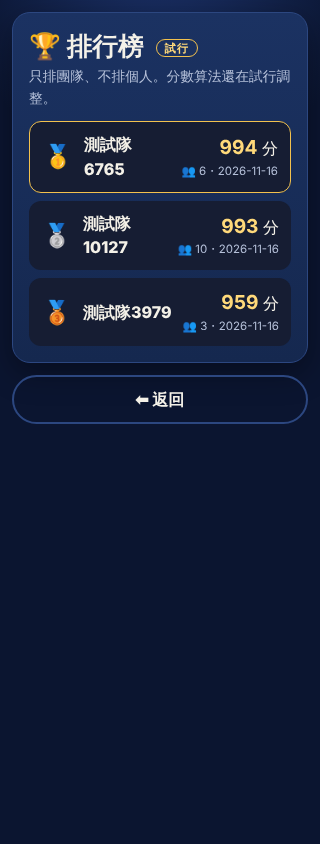 🏆 排行榜 試行
只排團隊、不排個人。分數算法還在試行調
整。
🥇 測試隊
6765
994 分
👥 6・2026-11-16
🥈 測試隊
10127
993 分
👥 10・2026-11-16
🥉 測試隊3979
959 分
👥 3・2026-11-16
⬅ 返回